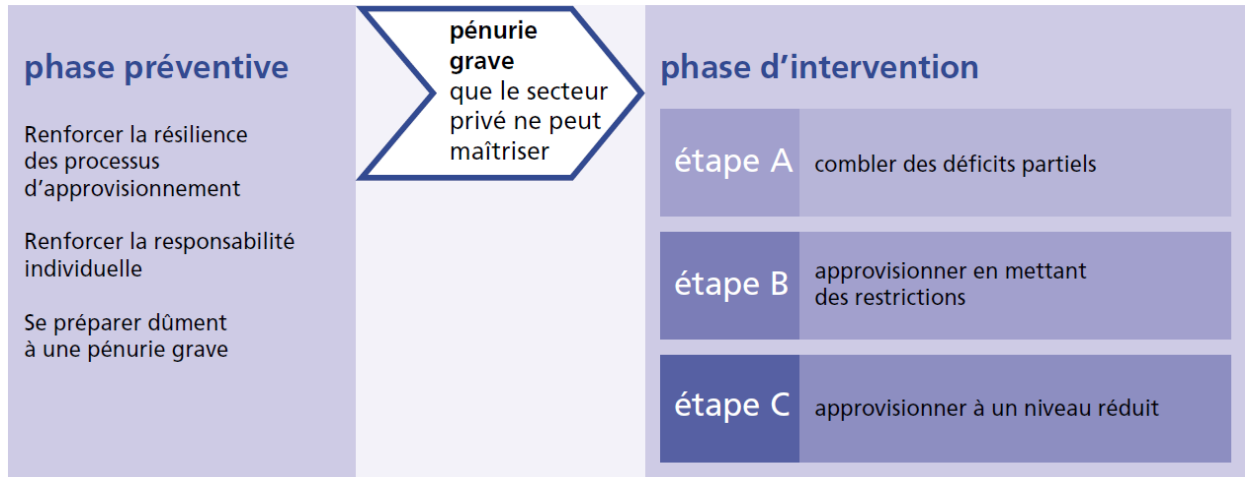 phase préventive
Renforcer la résilience
des processus
d’approvisionnement
Renforcer la responsabilité
individuelle
Se préparer dûment
à une pénurie grave
pénurie
grave
que le secteur
privé ne peut
maîtriser
phase d’intervention
étape A
combler des déficits partiels
étape B
approvisionner en mettant
des restrictions
étape C
approvisionner à un niveau réduit